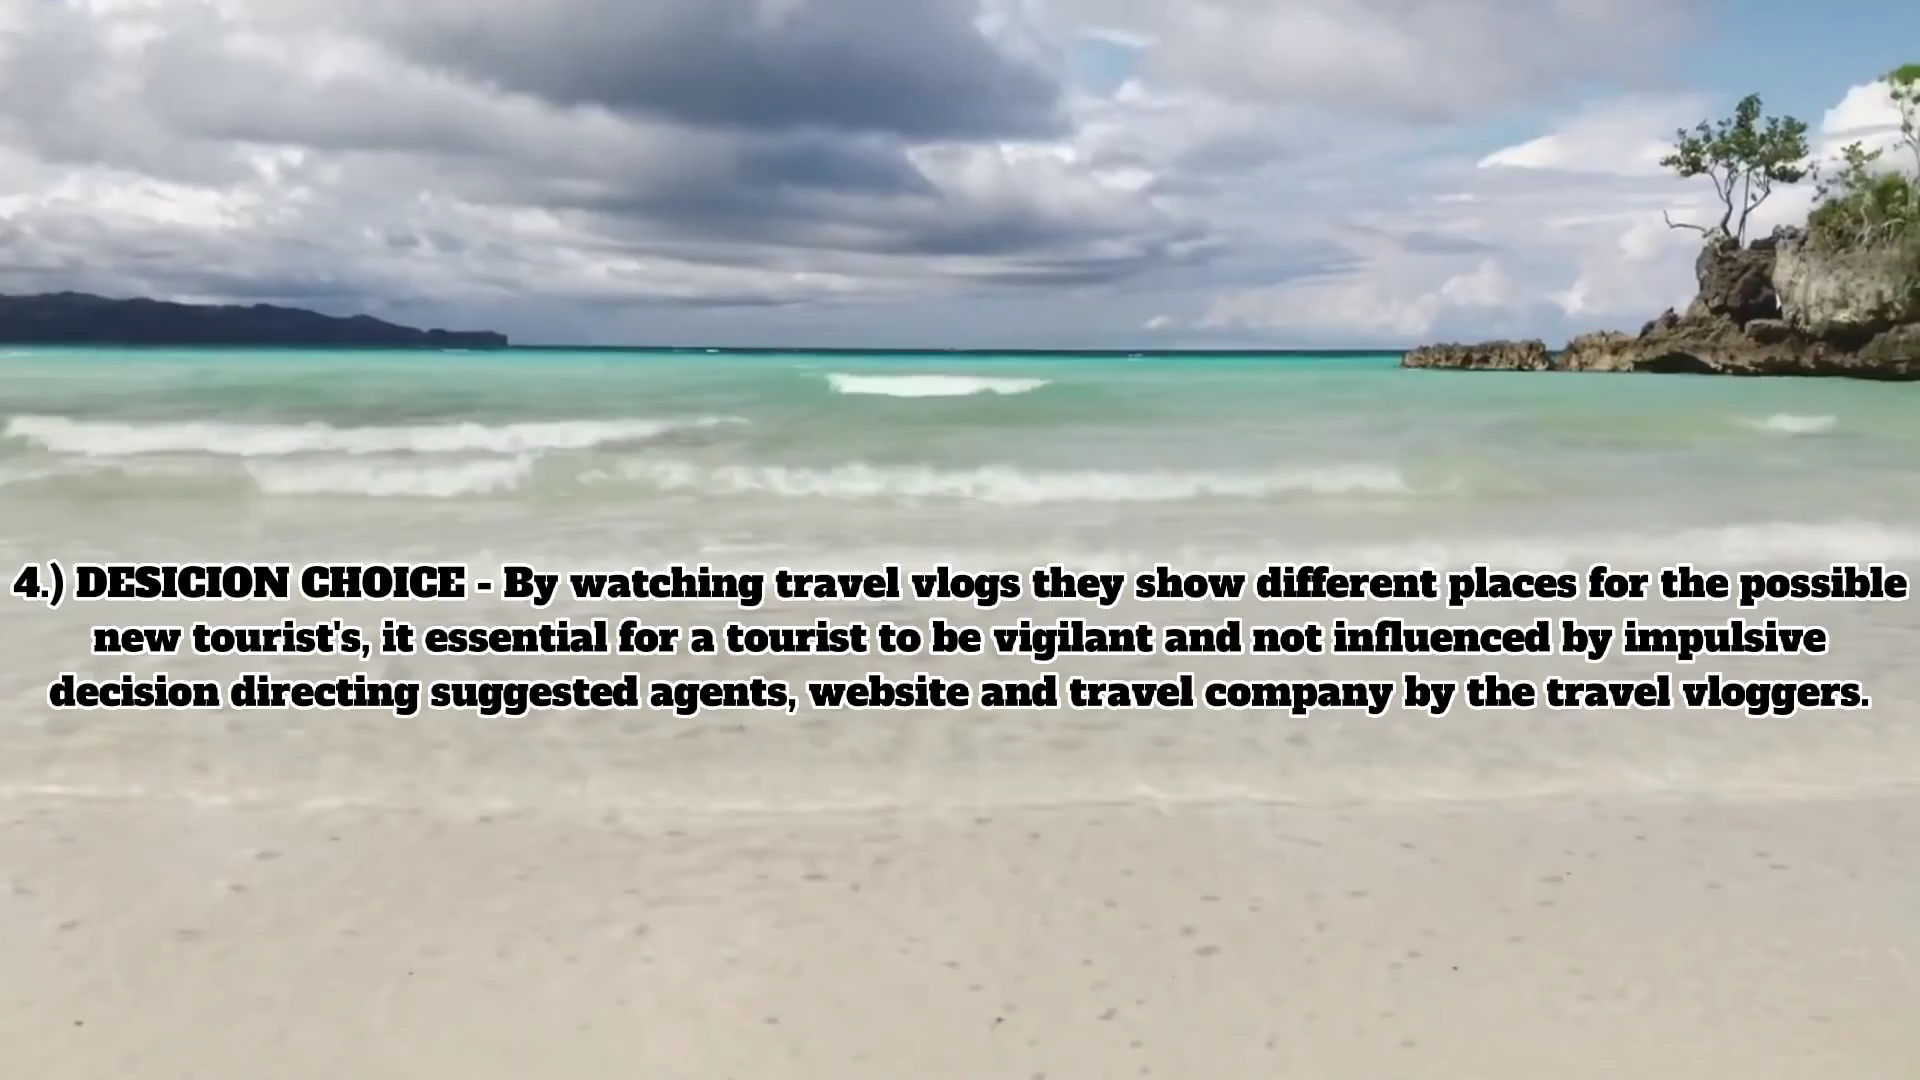 4.) DESICION CHOICE - By watching travel vlogs they show different places for the possible
new tourist's, it essential for a tourist to be vigilant and not influenced by impulsive
decision directing suggested agents, website and travel company by the travel vloggers.